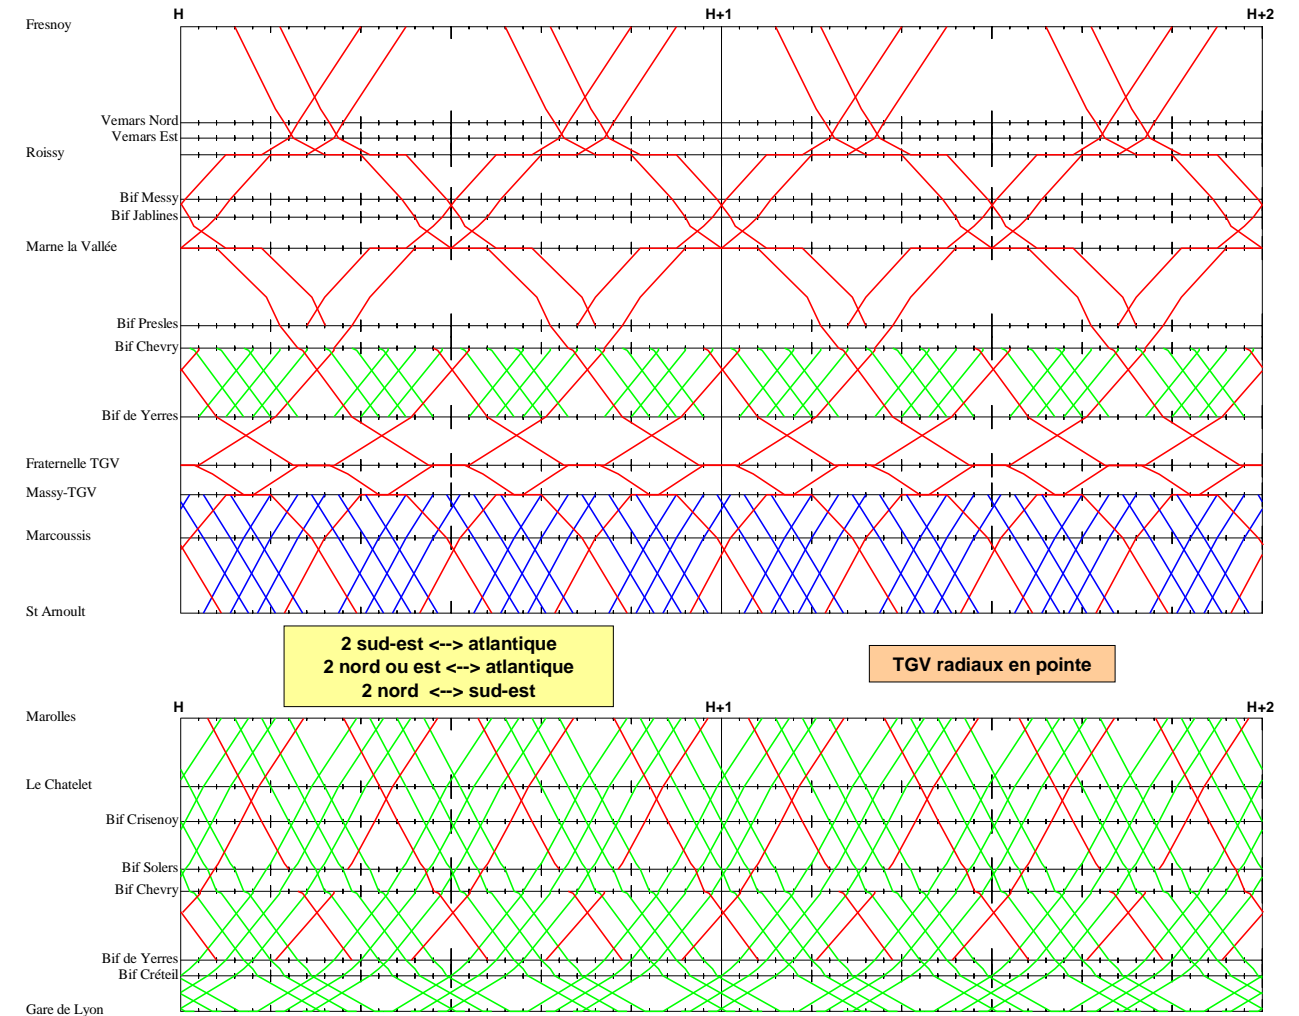 H H+1 H+2
Fresnoy
Vemars Nord
Vemars Est
Roissy
Bif Messy
Bif Jablines
Marne la Vallée
Bif Presles
Bif Chevry
Bif de Yerres
Fraternelle TGV
Massy-TGV
Marcoussis
St Arnoult
2 sud-est <--> atlantique
2 nord ou est <--> atlantique
2 nord <--> sud-est
TGV radiaux en pointe
H H+1 H+2
Marolles
Le Chatelet
Bif Crisenoy
Bif Solers
Bif Chevry
Bif de Yerres
Bif Créteil
Gare de Lyon